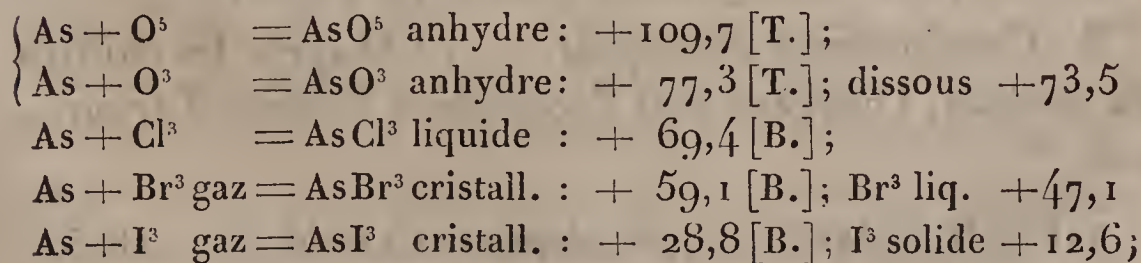 As + O⁵ = AsO⁵ anhydre : +109,7 [T.] ;
As + O³ = AsO³ anhydre : + 77,3 [T.] ; dissous +73,5
As + Cl³ = AsCl³ liquide : + 69,4 [B.] ;
As + Br³ gaz = AsBr³ cristall. : + 59,1 [B.] ; Br³ liq. +47,1
As + I³ gaz = AsI³ cristall. : + 28,8 [B.] ; I³ solide +12,6;